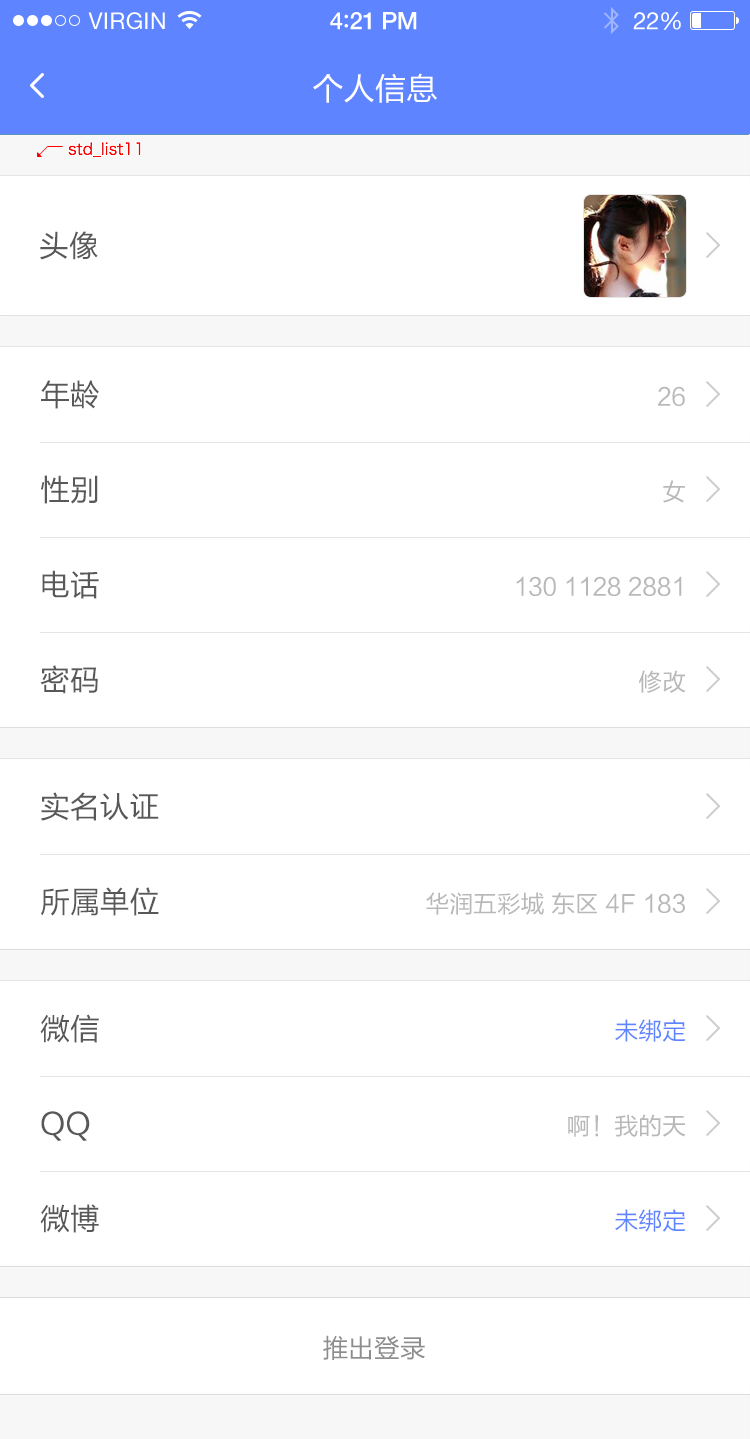 VIRGIN 4:21 PM 22%
个人信息
std_list11
头像
年龄 26
性别 女
电话 130 1128 2881
密码 修改
实名认证
所属单位 华润五彩城 东区 4F 183
微信 未绑定
QQ 啊！我的天
微博 未绑定
推出登录